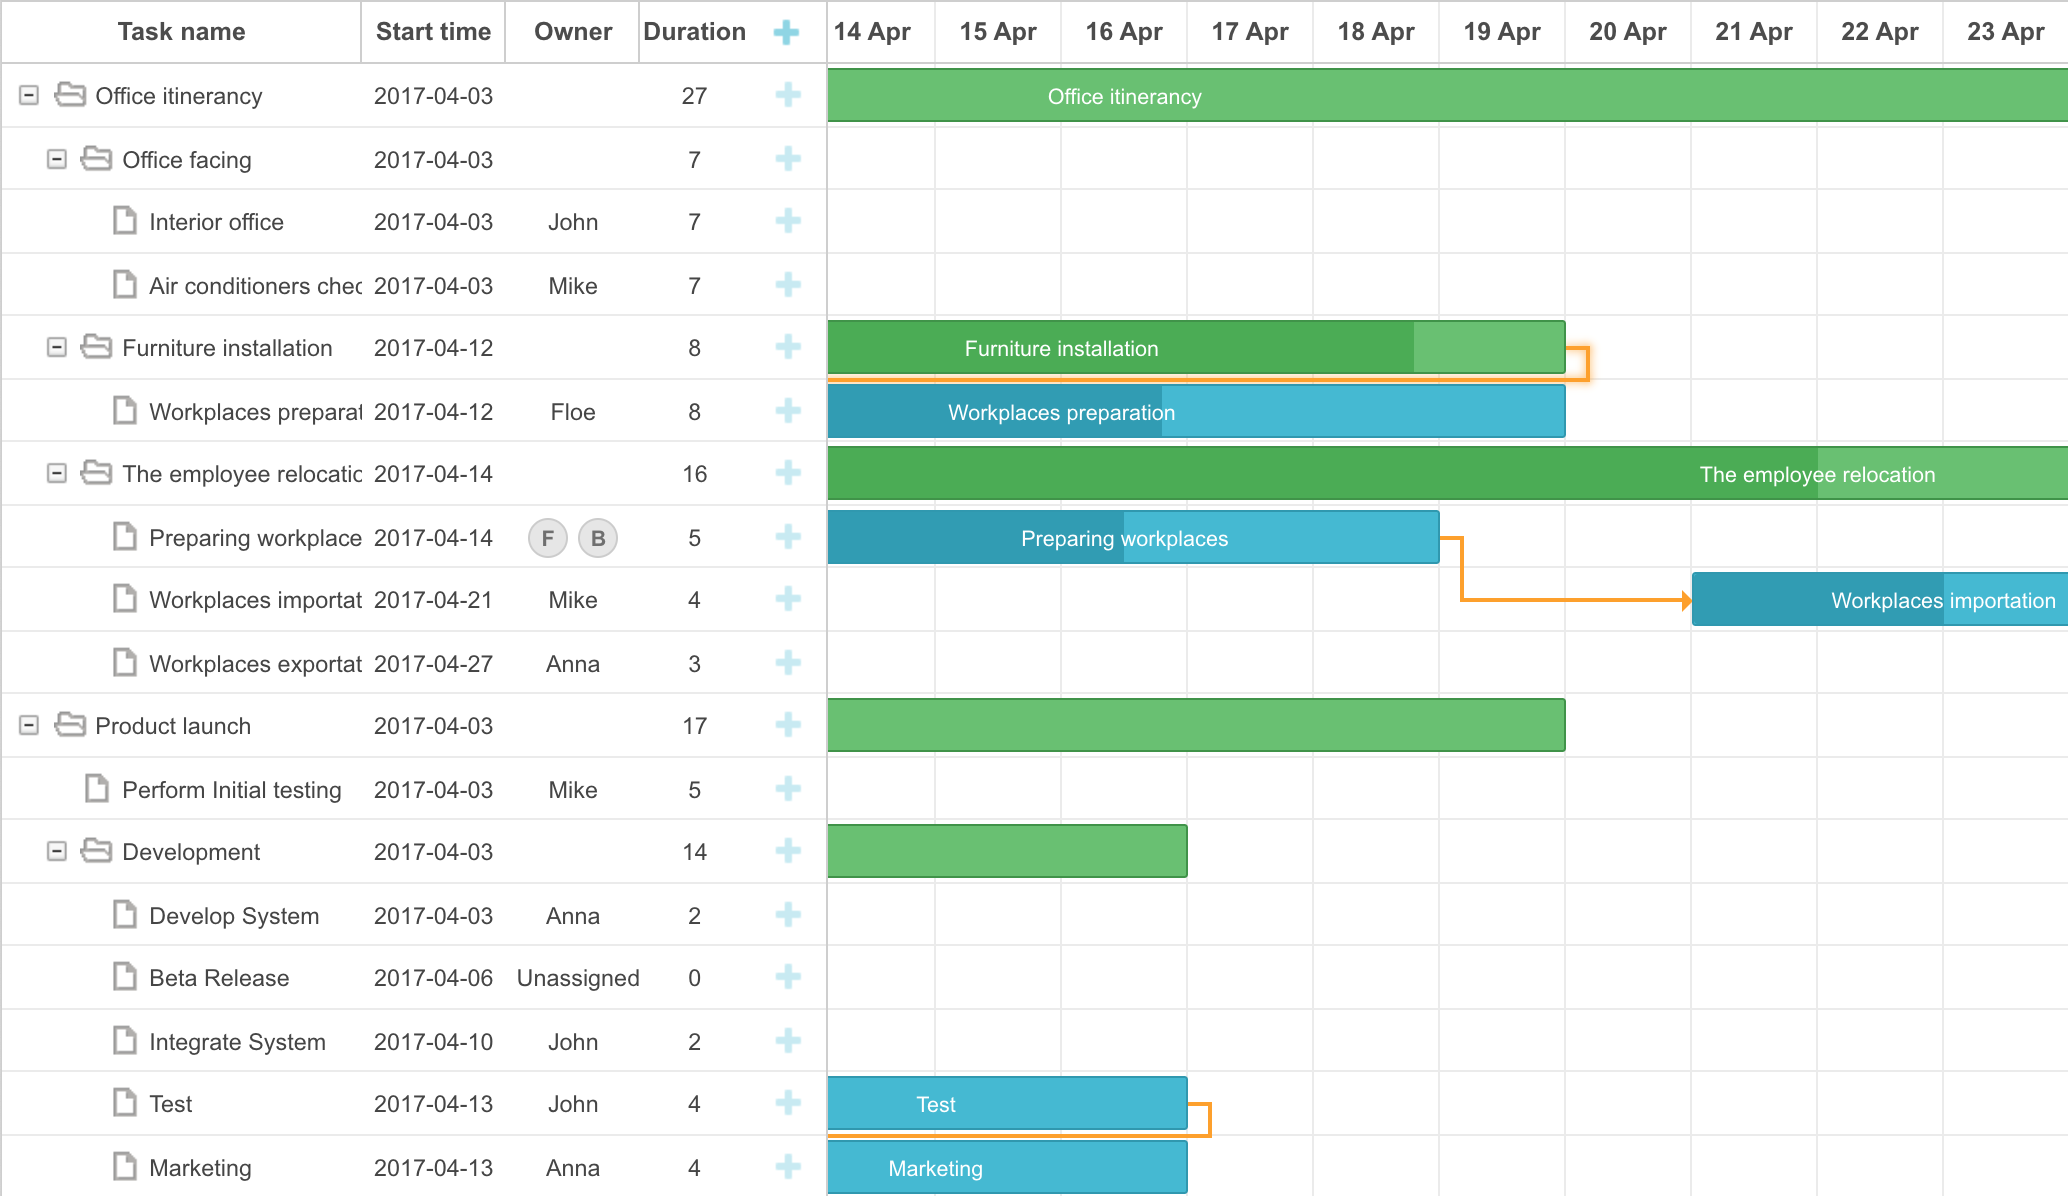 Task name Start time Owner Duration 14 Apr 15 Apr 16 Apr 17 Apr 18 Apr 19 Apr 20 Apr 21 Apr 22 Apr 23 Apr
Office itinerancy 2017-04-03 27 Office itinerancy
Office facing 2017-04-03 7
Interior office 2017-04-03 John 7
Air conditioners chec 2017-04-03 Mike 7
Furniture installation 2017-04-12 8 Furniture installation
Workplaces preparat 2017-04-12 Floe 8 Workplaces preparation
The employee relocatic 2017-04-14 16 The employee relocation
Preparing workplace 2017-04-14 F B 5 Preparing workplaces
Workplaces importat 2017-04-21 Mike 4 Workplaces importation
Workplaces exportat 2017-04-27 Anna 3
Product launch 2017-04-03 17
Perform Initial testing 2017-04-03 Mike 5
Development 2017-04-03 14
Develop System 2017-04-03 Anna 2
Beta Release 2017-04-06 Unassigned 0
Integrate System 2017-04-10 John 2
Test 2017-04-13 John 4 Test
Marketing 2017-04-13 Anna 4 Marketing